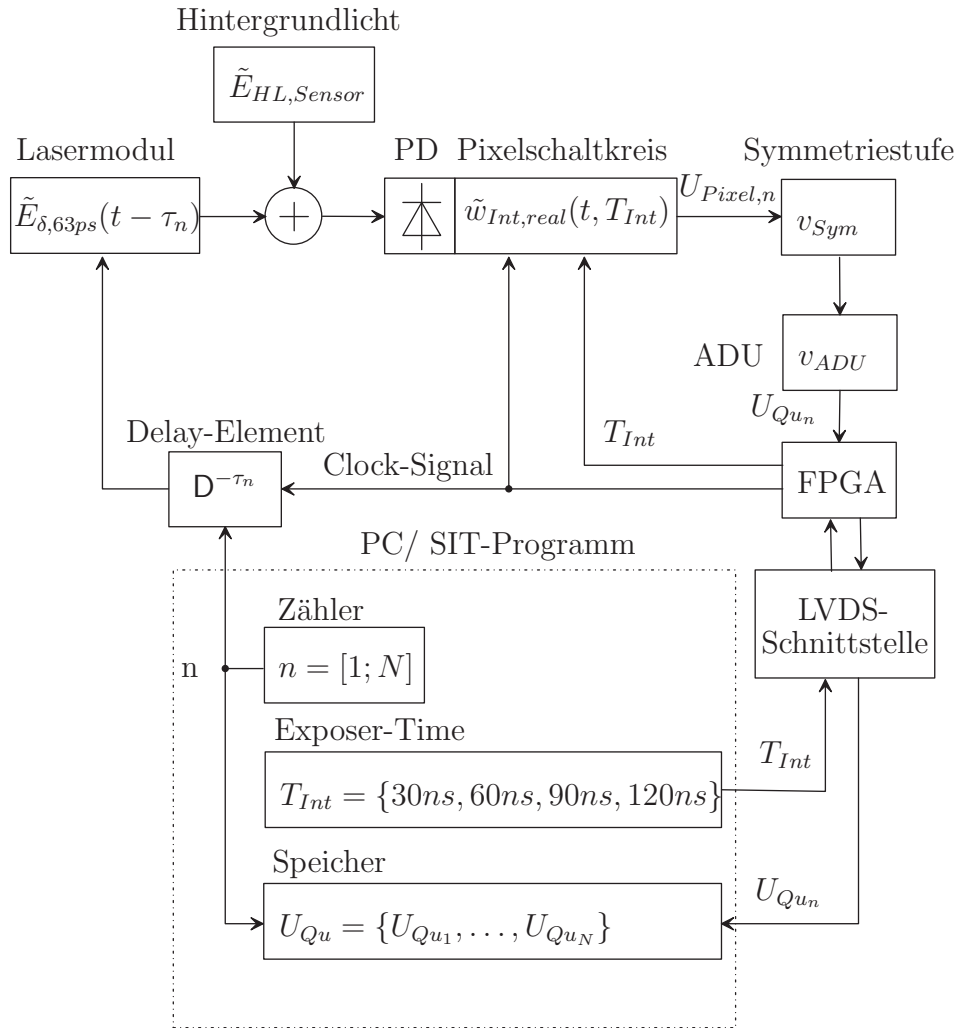 Hintergrundlicht
Ẽ_{HL,Sensor}
Lasermodul
PD
Pixelschaltkreis
Symmetriestufe
Ẽ_{δ,63ps}(t − τ_n)
+
w̃_{Int,real}(t, T_{Int})
U_{Pixel,n}
v_{Sym}
ADU
v_{ADU}
U_{Qu_n}
Delay-Element
T_{Int}
D^{−τ_n}
Clock-Signal
FPGA
PC/ SIT-Programm
LVDS-
Schnittstelle
Zähler
n
n = [1; N]
Exposer-Time
T_{Int}
T_{Int} = {30ns, 60ns, 90ns, 120ns}
Speicher
U_{Qu_n}
U_{Qu} = {U_{Qu_1}, . . . , U_{Qu_N}}